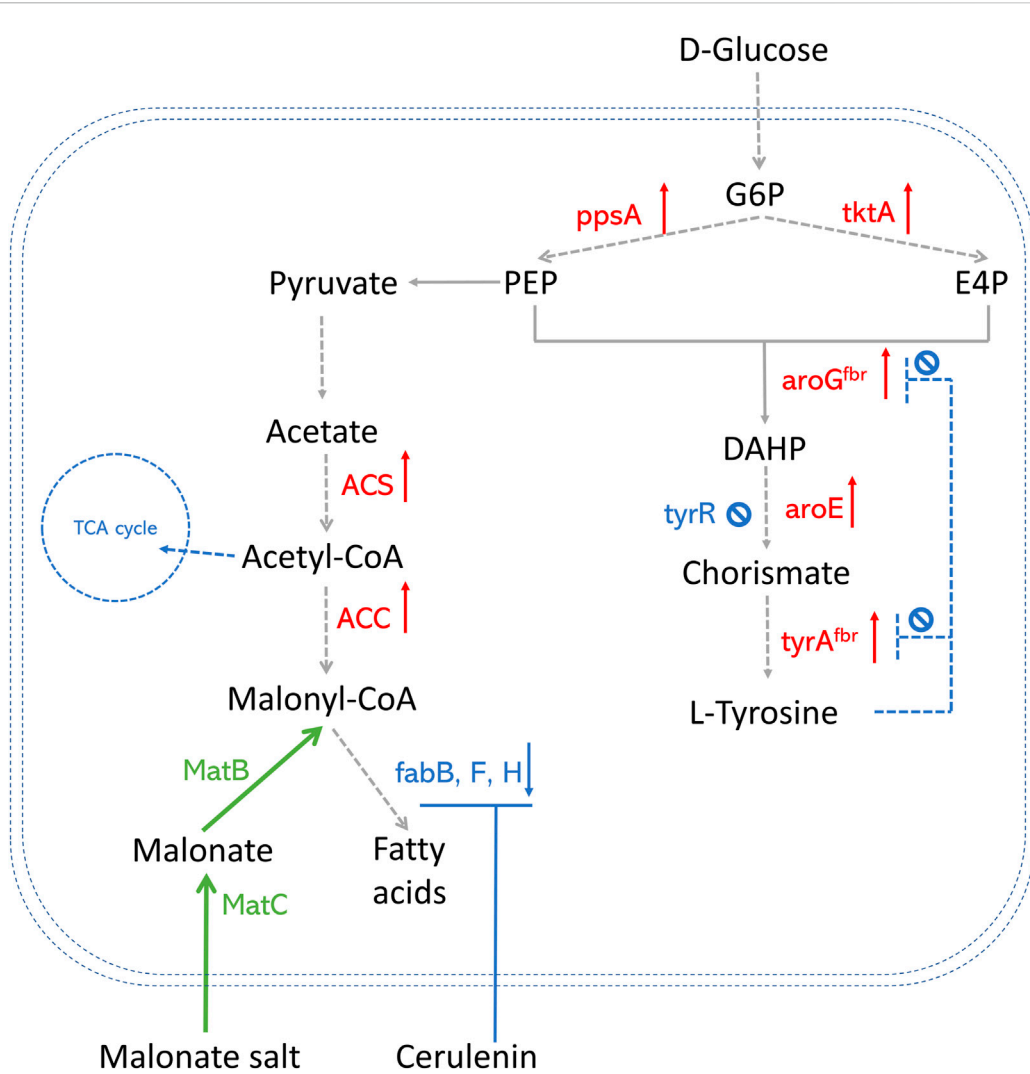 D-Glucose
G6P
ppsA
tktA
Pyruvate
PEP
E4P
aroGfbr
Acetate
DAHP
ACS
tyrR
aroE
TCA cycle
Acetyl-CoA
Chorismate
ACC
tyrAfbr
Malonyl-CoA
L-Tyrosine
MatB
fabB, F, H
Malonate
Fatty
acids
MatC
Malonate salt
Cerulenin